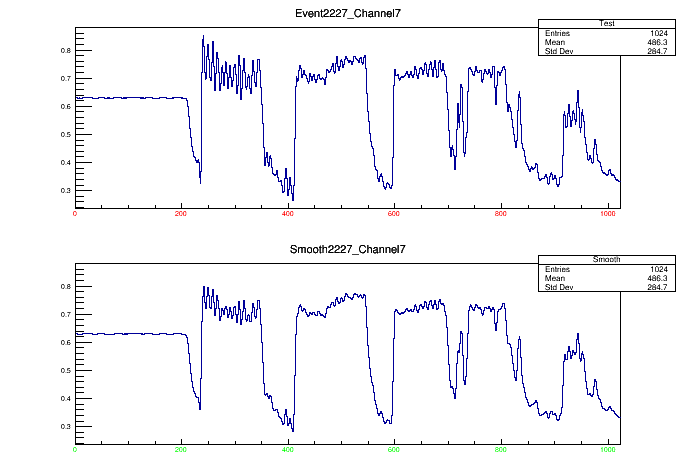 Event2227_Channel7
Test
Entries 1024
Mean 486.3
Std Dev 284.7
0.8
0.7
0.6
0.5
0.4
0.3
0 200 400 600 800 1000
Smooth2227_Channel7
Smooth
Entries 1024
Mean 486.3
Std Dev 284.7
0.8
0.7
0.6
0.5
0.4
0.3
0 200 400 600 800 1000